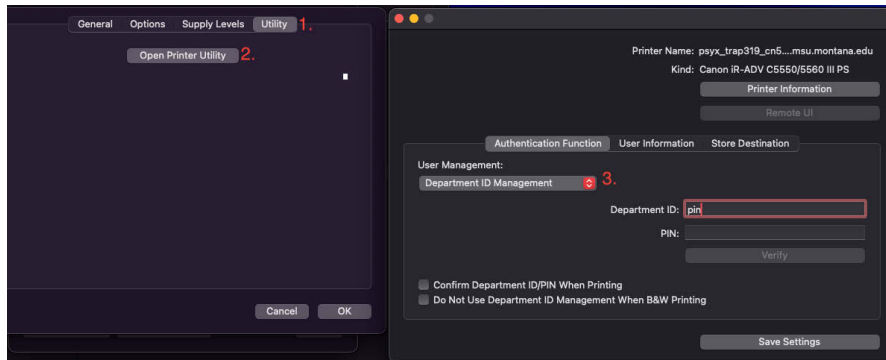 General Options Supply Levels Utility 1.
Open Printer Utility 2.
Cancel OK
Printer Name: psyx_trap319_cn5....msu.montana.edu
Kind: Canon iR-ADV C5550/5560 III PS
Printer Information
Remote UI
Authentication Function User Information Store Destination
User Management:
Department ID Management 3.
Department ID: pin
PIN:
Verify
Confirm Department ID/PIN When Printing
Do Not Use Department ID Management When B&W Printing
Save Settings